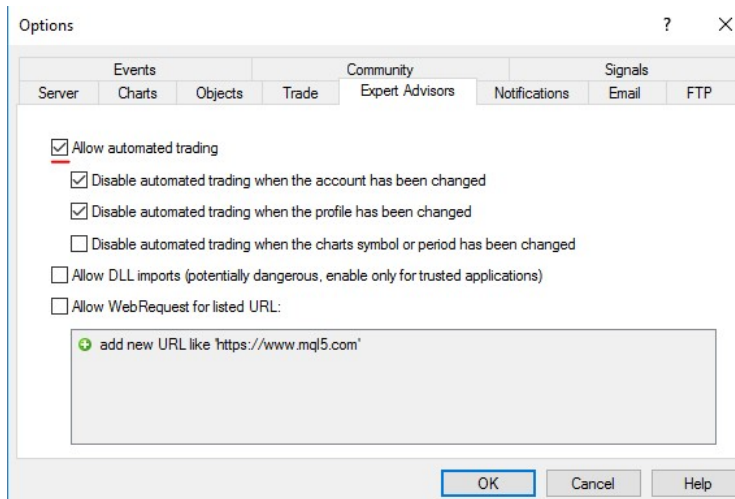 Options
Events Community Signals
Server Charts Objects Trade Expert Advisors Notifications Email FTP
Allow automated trading
Disable automated trading when the account has been changed
Disable automated trading when the profile has been changed
Disable automated trading when the charts symbol or period has been changed
Allow DLL imports (potentially dangerous, enable only for trusted applications)
Allow WebRequest for listed URL:
add new URL like 'https://www.mql5.com'
OK Cancel Help